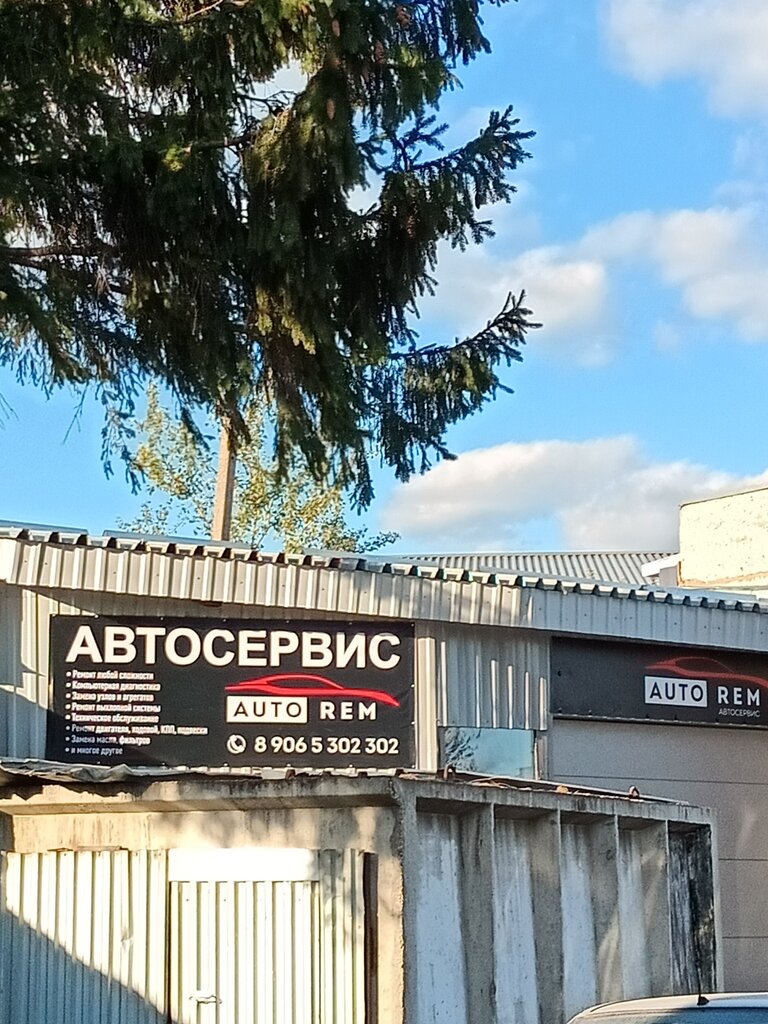 АВТОСЕРВИС
• Ремонт любой сложности
• Компьютерная диагностика
• Замена узлов и агрегатов
• Ремонт выхлопной системы
• Техническое обслуживание
• Ремонт двигателя, ходовой, КПП, подвески
• Замена масла, фильтров
• и многое другое
AUTO REM
8 906 5 302 302
AUTO REM
АВТОСЕРВИС